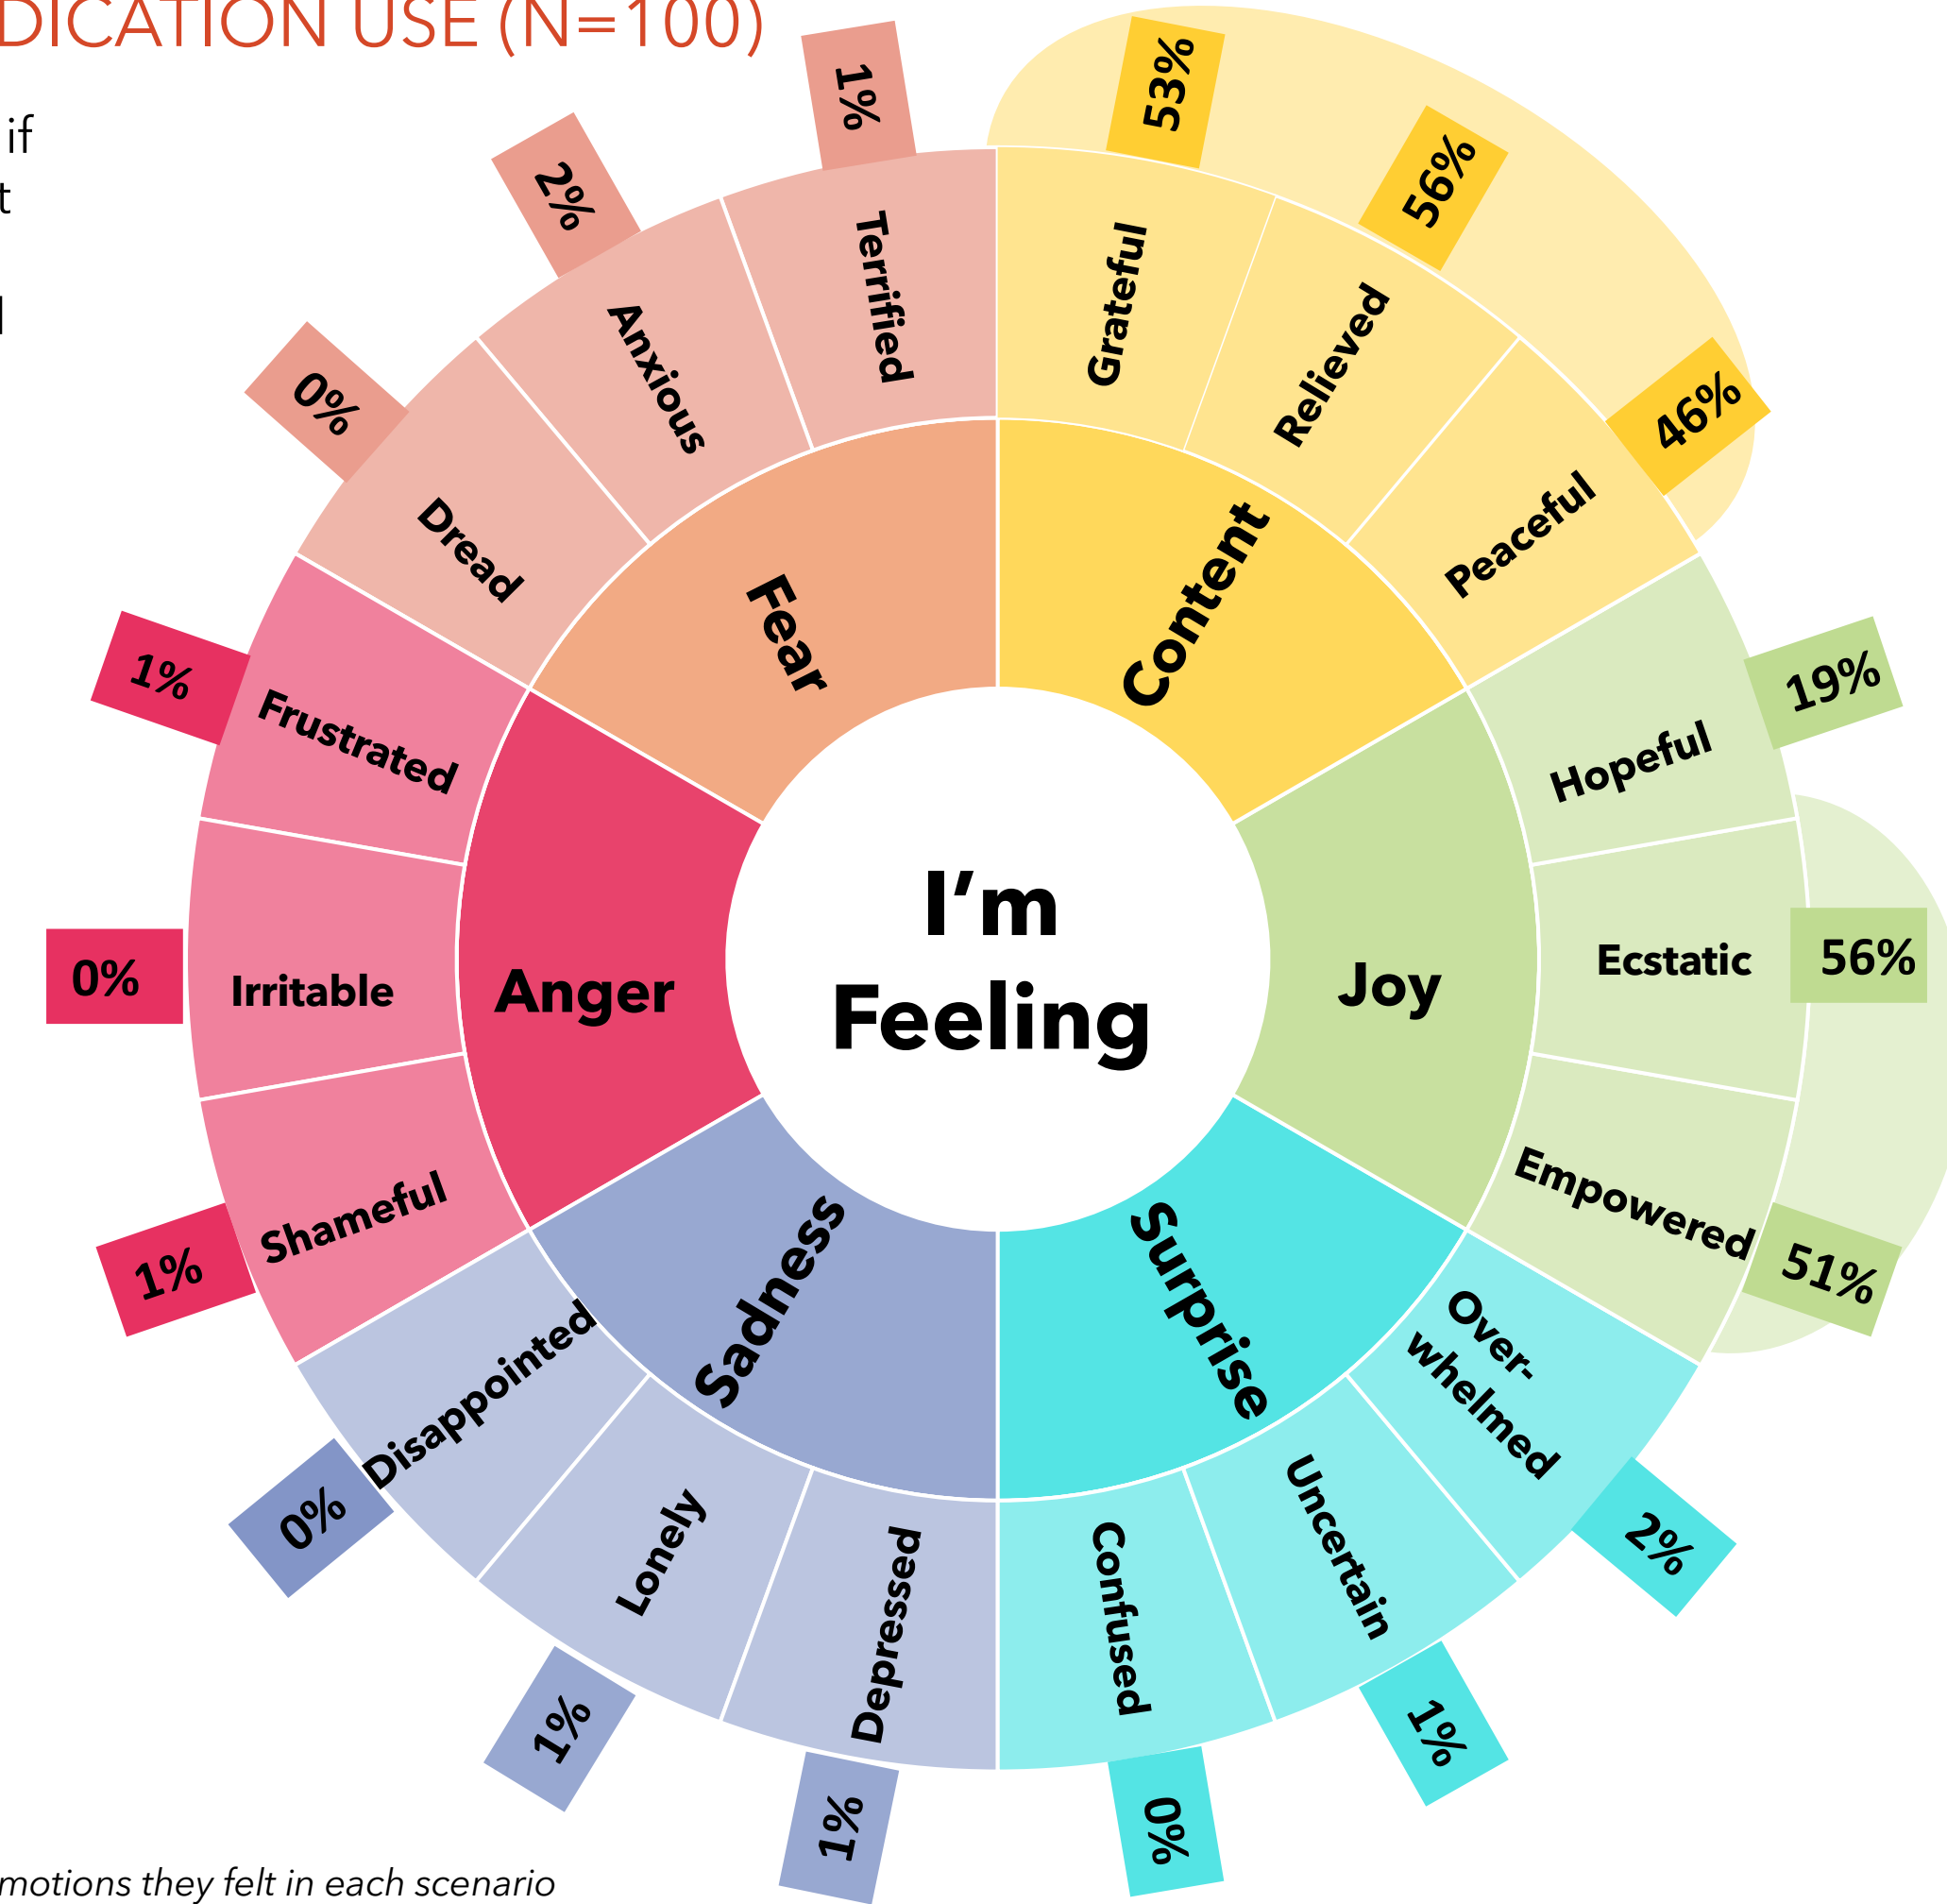 DICATION USE (N=100)
if
t
I'm
Feeling
Content
Grateful
53%
Relieved
56%
Peaceful
46%
Joy
Hopeful
19%
Ecstatic
56%
Empowered
51%
Surprise
Over-
whelmed
2%
Uncertain
1%
Confused
0%
Sadness
Depressed
1%
Lonely
1%
Disappointed
0%
Anger
Shameful
1%
Irritable
0%
Frustrated
1%
Fear
Dread
0%
Anxious
2%
Terrified
1%
motions they felt in each scenario